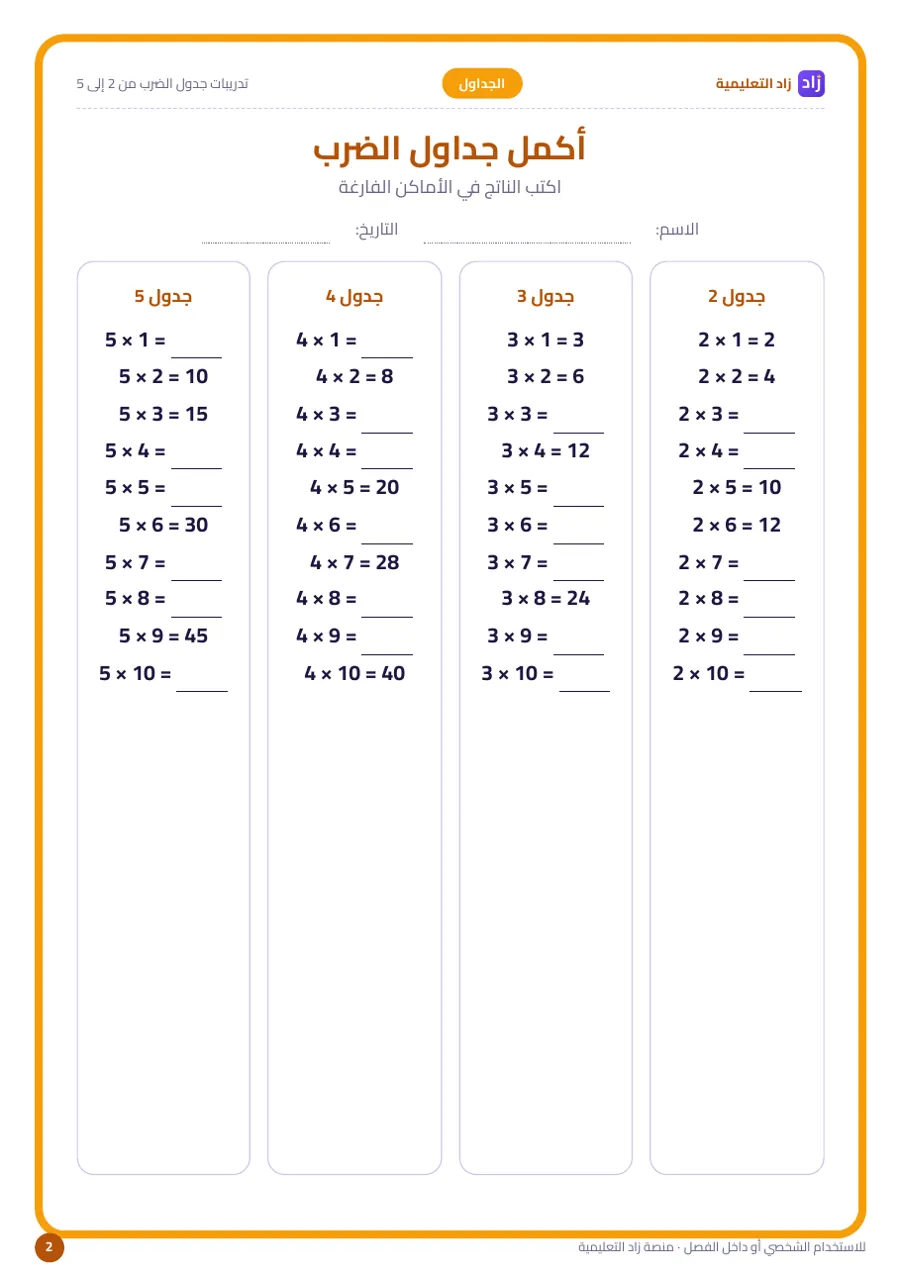 زاد زاد التعليمية
الجداول
تدريبات جدول الضرب من 2 إلى 5
أكمل جداول الضرب
اكتب الناتج في الأماكن الفارغة
الاسم: التاريخ:
جدول 2
2 × 1 = 2
2 × 2 = 4
2 × 3 =
2 × 4 =
2 × 5 = 10
2 × 6 = 12
2 × 7 =
2 × 8 =
2 × 9 =
2 × 10 =
جدول 3
3 × 1 = 3
3 × 2 = 6
3 × 3 =
3 × 4 = 12
3 × 5 =
3 × 6 =
3 × 7 =
3 × 8 = 24
3 × 9 =
3 × 10 =
جدول 4
4 × 1 =
4 × 2 = 8
4 × 3 =
4 × 4 =
4 × 5 = 20
4 × 6 =
4 × 7 = 28
4 × 8 =
4 × 9 =
4 × 10 = 40
جدول 5
5 × 1 =
5 × 2 = 10
5 × 3 = 15
5 × 4 =
5 × 5 =
5 × 6 = 30
5 × 7 =
5 × 8 =
5 × 9 = 45
5 × 10 =
للاستخدام الشخصي أو داخل الفصل · منصة زاد التعليمية
2